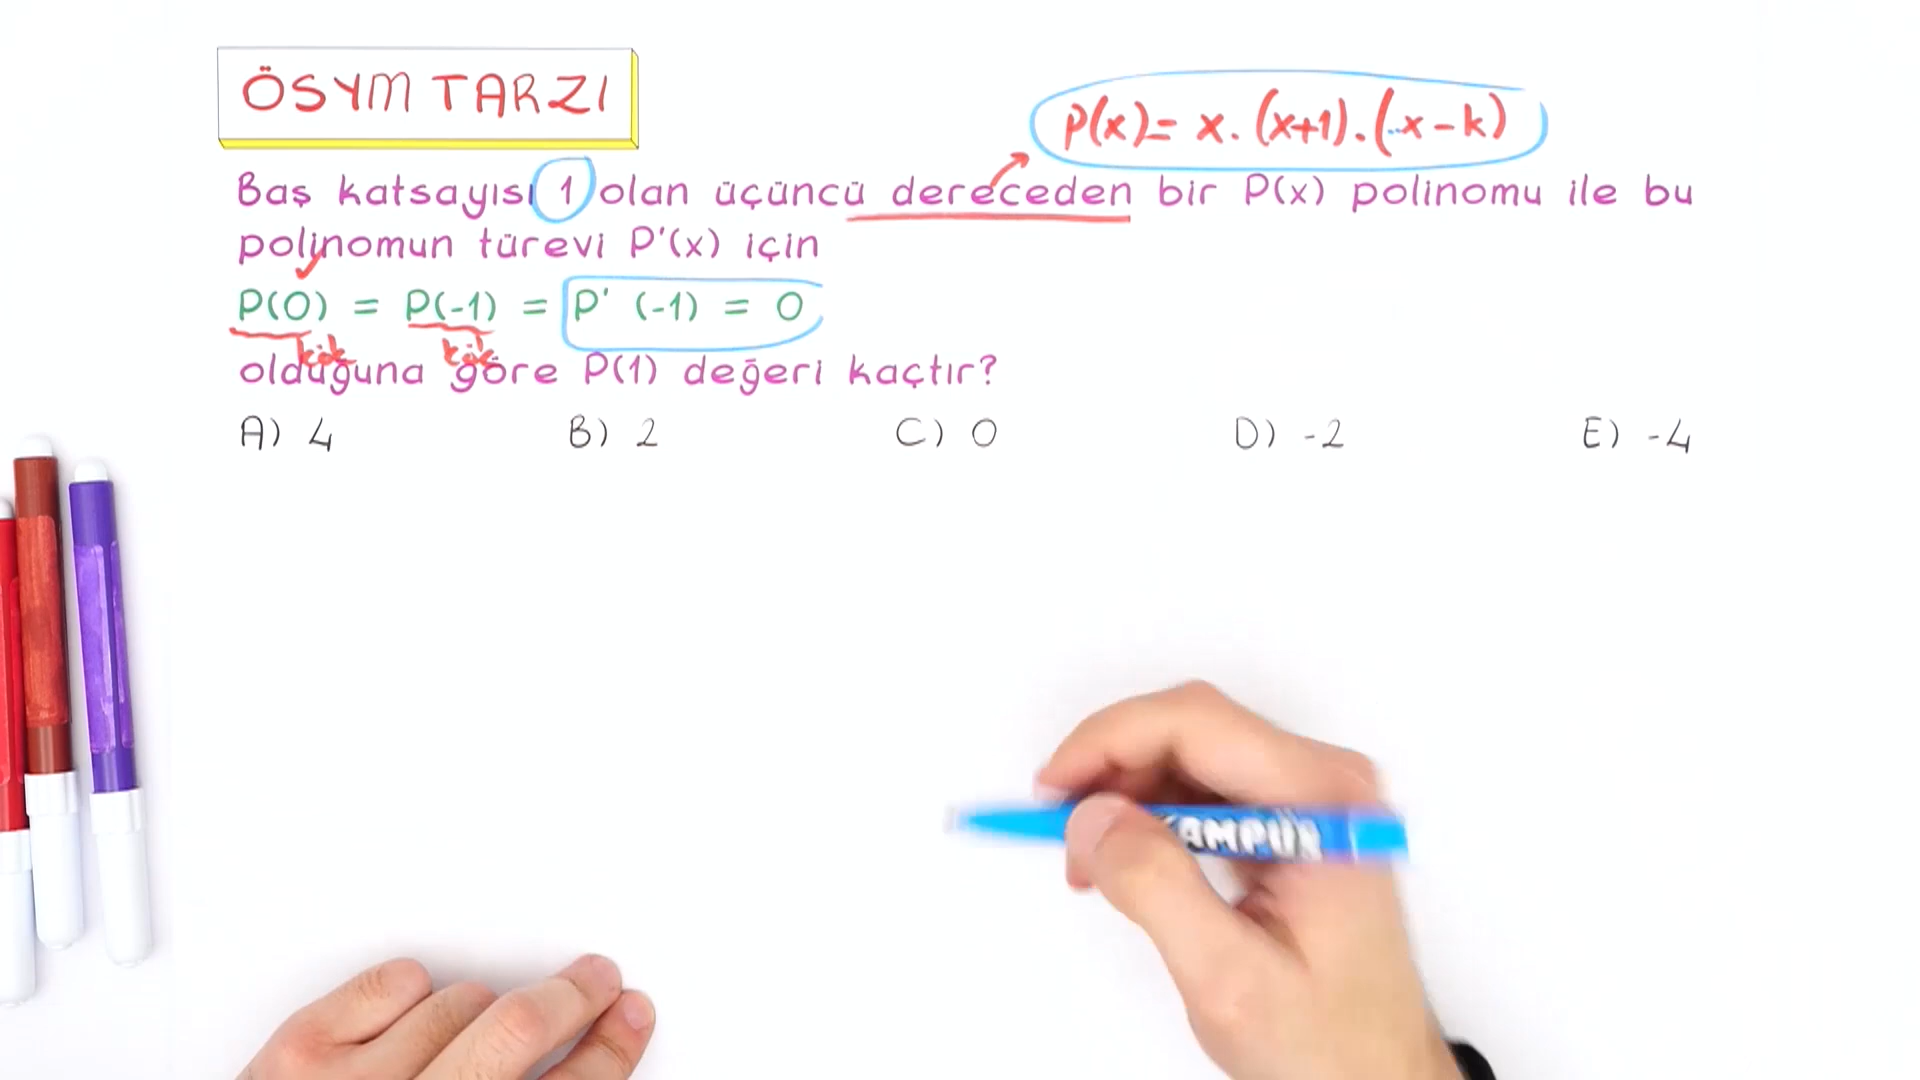 ÖSYM TARZI
P(x)= x. (x+1).(x-k)
Baş katsayısı 1 olan üçüncü dereceden bir P(x) polinomu ile bu
polinomun türevi P'(x) için
P(0) = P(-1) = P' (-1) = 0
kök kök
olduğuna göre P(1) değeri kaçtır?
A) 4 B) 2 C) 0 D) -2 E) -4
KAMPÜS